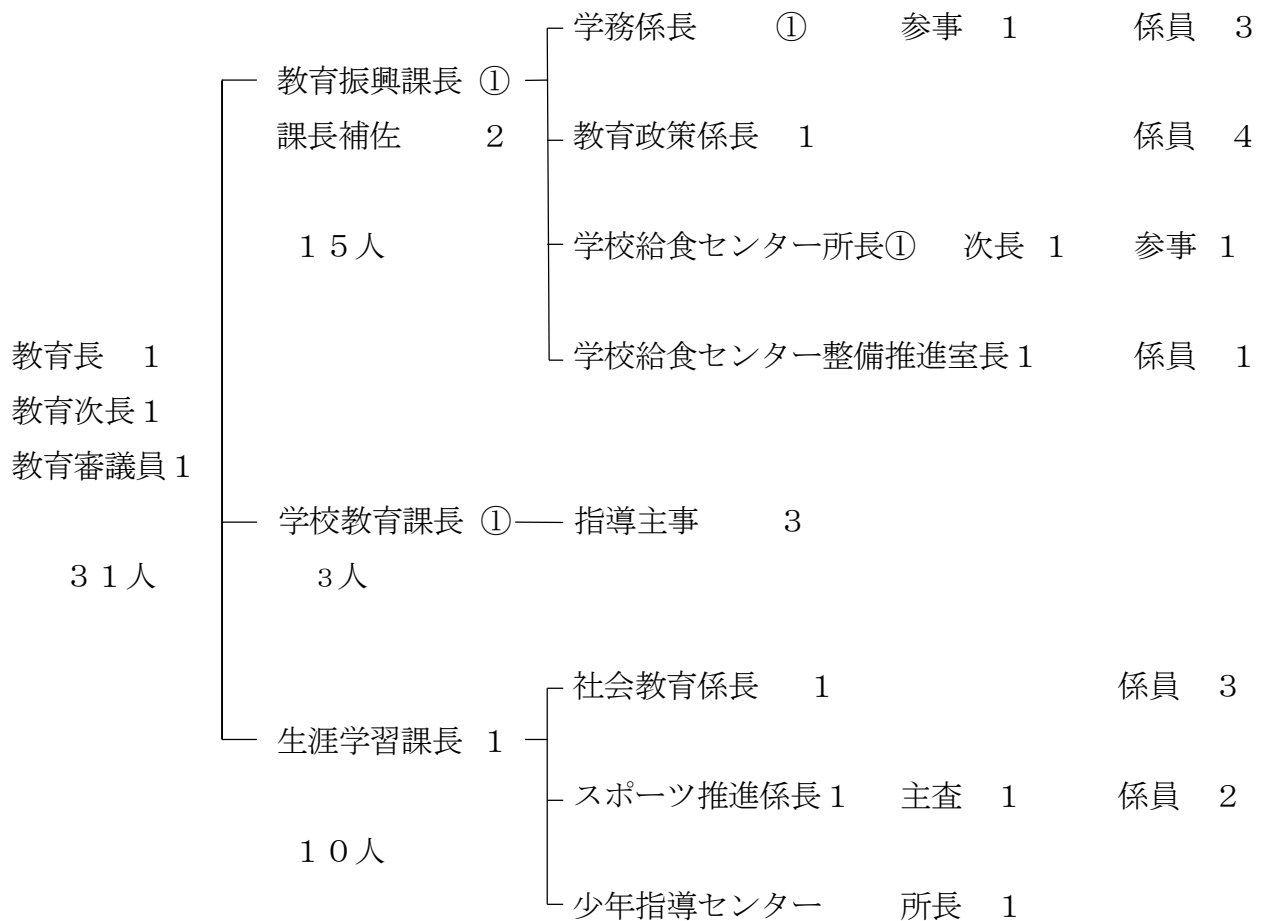 学務係長 ① 参事 １ 係員 ３
教育振興課長 ①
課長補佐 ２
教育政策係長 １ 係員 ４
１５人
学校給食センター所長① 次長 １ 参事 １
教育長 １
学校給食センター整備推進室長１ 係員 １
教育次長１
教育審議員１
学校教育課長 ① 指導主事 ３
３１人
３人
社会教育係長 １ 係員 ３
生涯学習課長 １
スポーツ推進係長１ 主査 １ 係員 ２
１０人
少年指導センター 所長 １